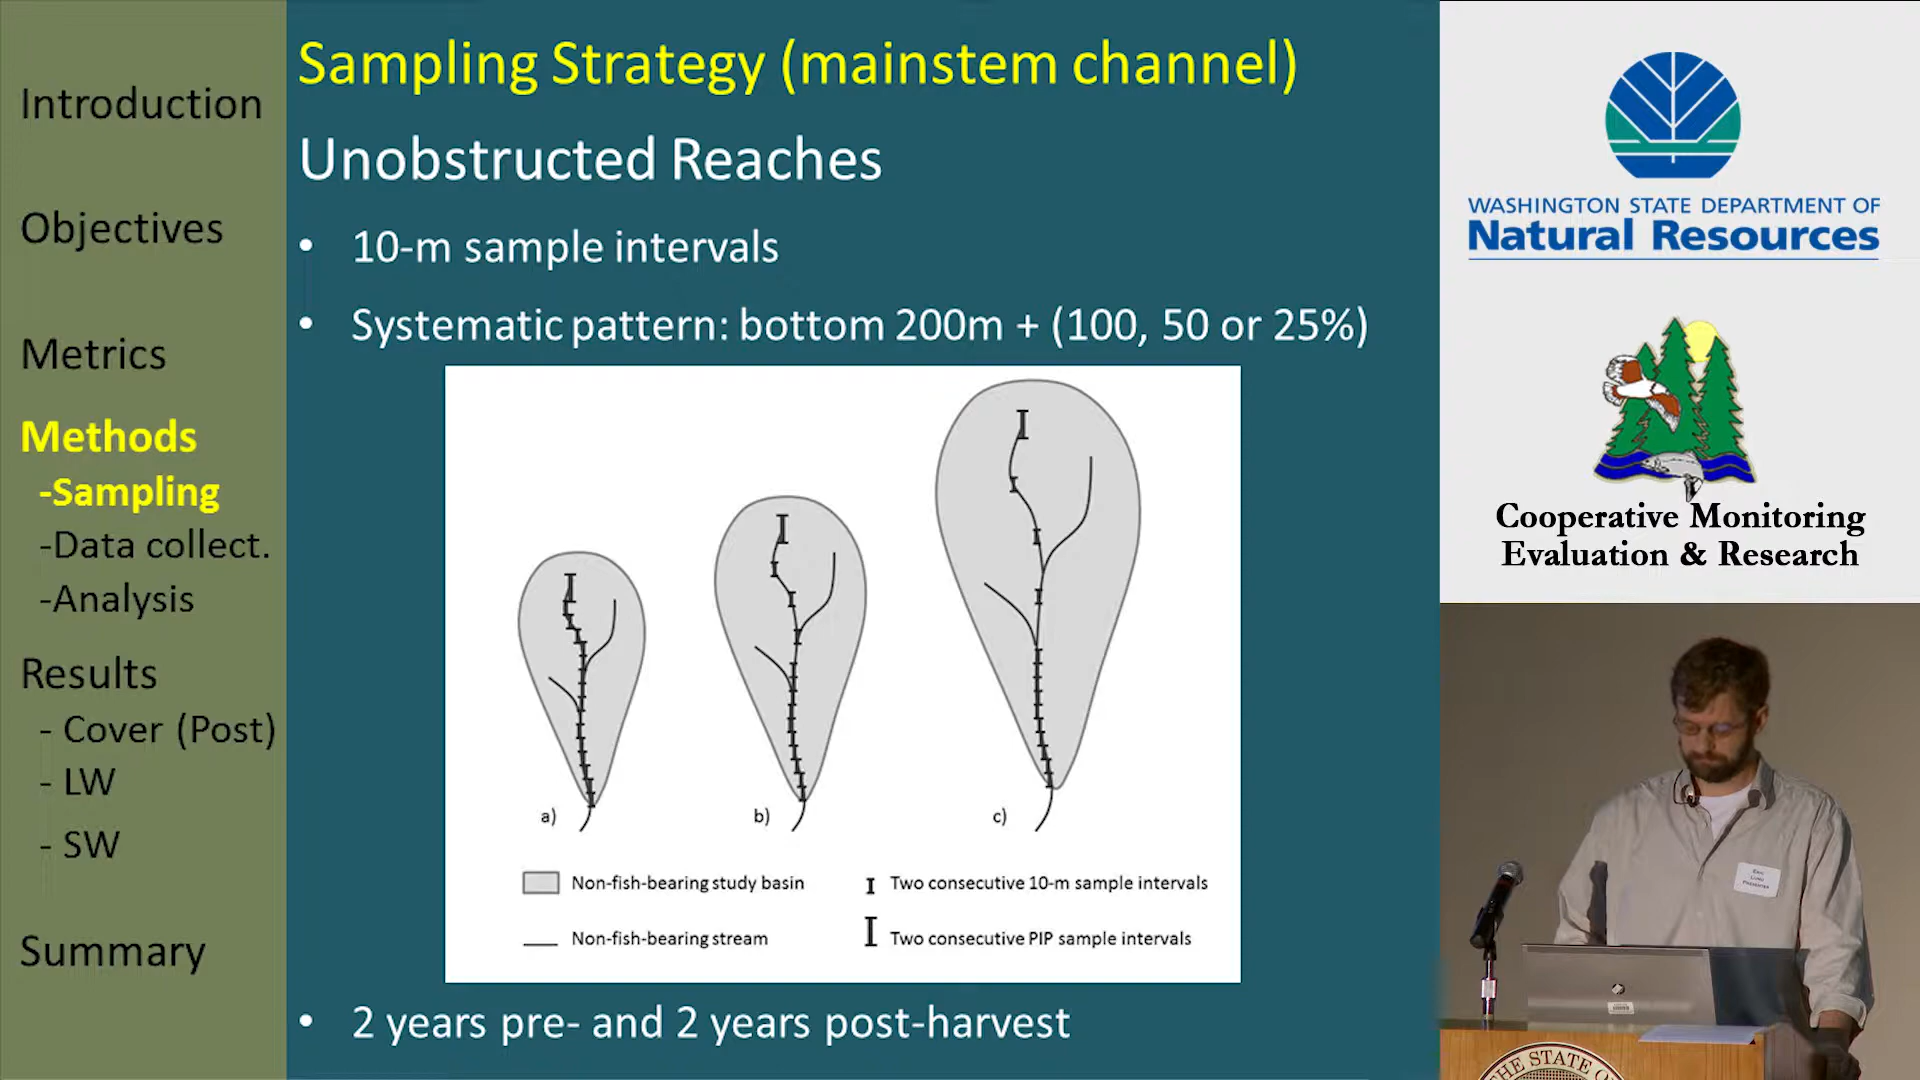 Introduction
Objectives
Metrics
Methods
-Sampling
-Data collect.
-Analysis
Results
- Cover (Post)
- LW
- SW
Summary
Sampling Strategy (mainstem channel)
Unobstructed Reaches
• 10-m sample intervals
• Systematic pattern: bottom 200m + (100, 50 or 25%)
a)
b)
c)
Non-fish-bearing study basin
Two consecutive 10-m sample intervals
Non-fish-bearing stream
Two consecutive PIP sample intervals
• 2 years pre- and 2 years post-harvest
WASHINGTON STATE DEPARTMENT OF
Natural Resources
Cooperative Monitoring
Evaluation & Research
THE STATE O